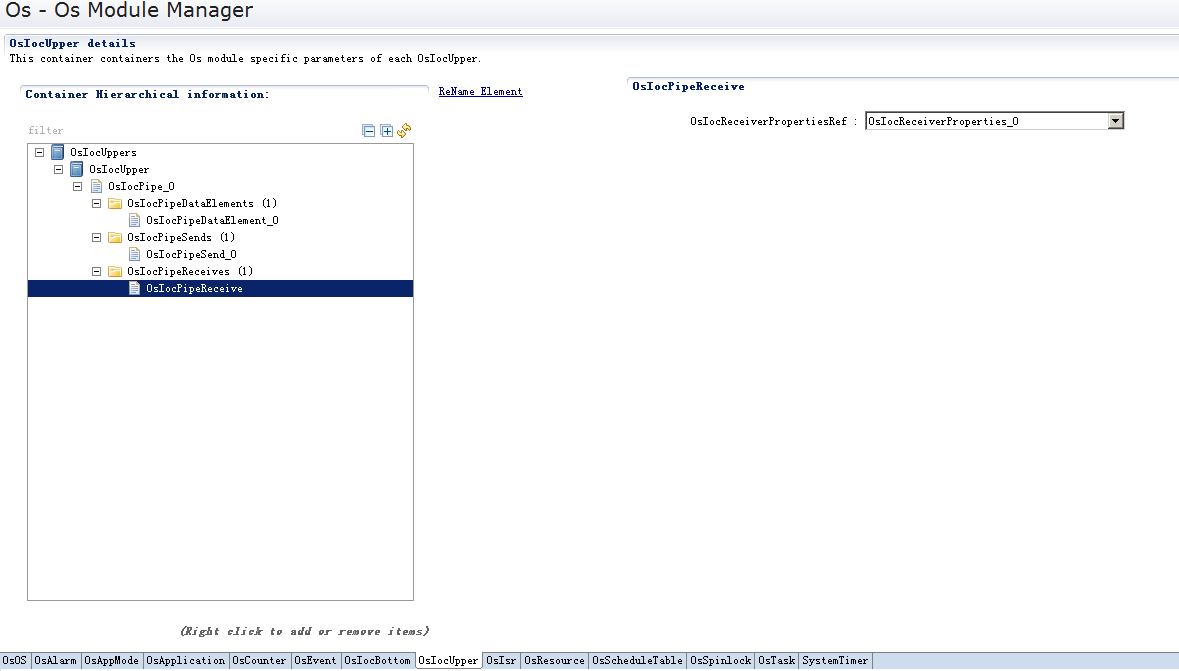 Os - Os Module Manager
OsIocUpper details
This container containers the Os module specific parameters of each OsIocUpper.
Container Hierarchical information:
ReName Element
filter
OsIocUppers
OsIocUpper
OsIocPipe_0
OsIocPipeDataElements (1)
OsIocPipeDataElement_0
OsIocPipeSends (1)
OsIocPipeSend_0
OsIocPipeReceives (1)
OsIocPipeReceive
(Right click to add or remove items)
OsIocPipeReceive
OsIocReceiverPropertiesRef : OsIocReceiverProperties_0
OsOS OsAlarm OsAppMode OsApplication OsCounter OsEvent OsIocBottom OsIocUpper OsIsr OsResource OsScheduleTable OsSpinlock OsTask SystemTimer